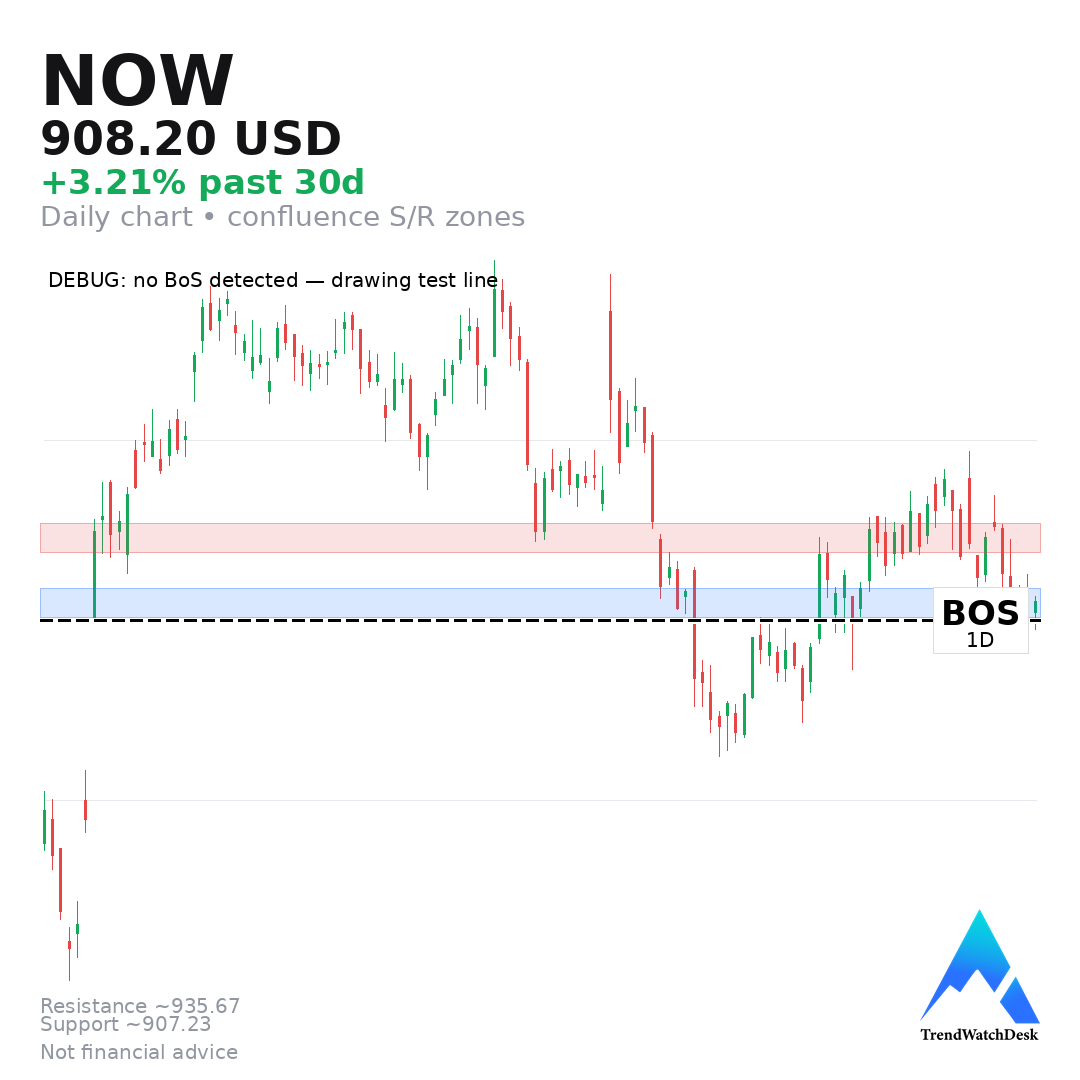 NOW
908.20 USD
+3.21% past 30d
Daily chart • confluence S/R zones
DEBUG: no BoS detected — drawing test line
BOS
1D
Resistance ~935.67
Support ~907.23
Not financial advice
TrendWatchDesk